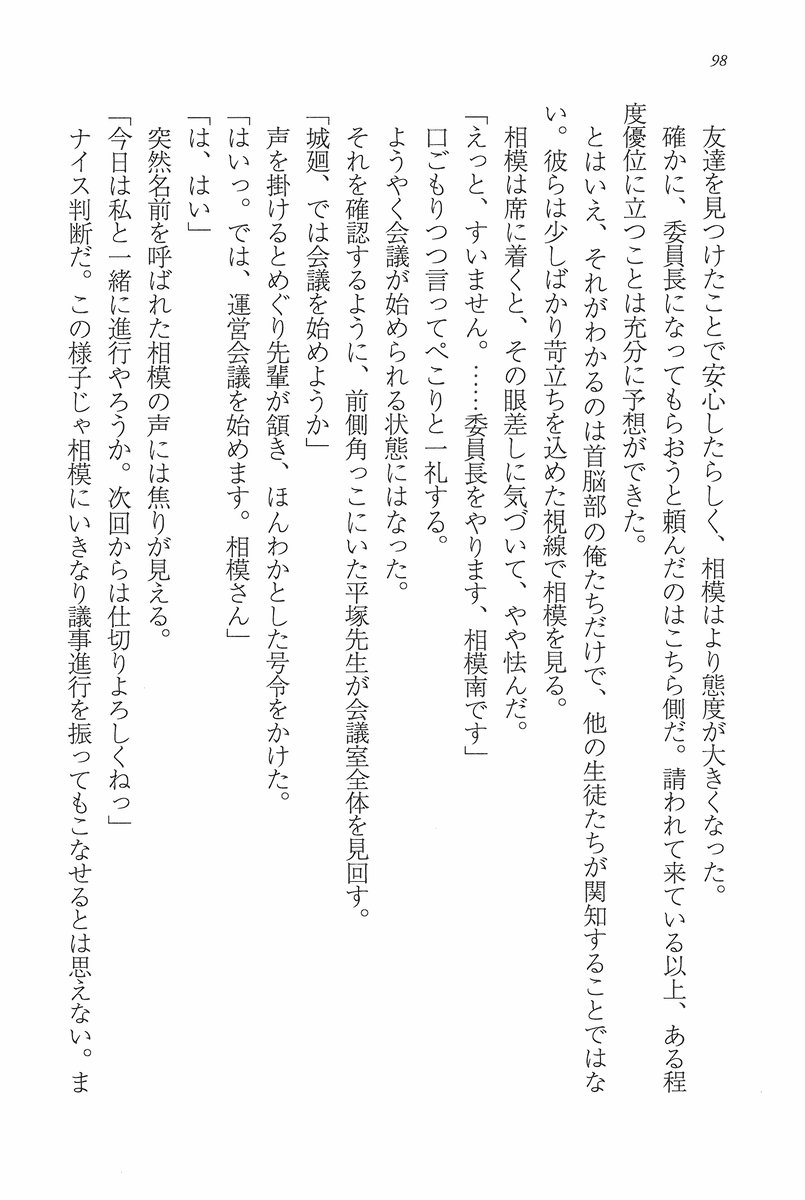 98
友達を見つけたことで安心したらしく、相模はより態度が大きくなった。
確かに、委員長になってもらおうと頼んだのはこちら側だ。請われて来ている以上、ある程
度優位に立つことは充分に予想ができた。
とはいえ、それがわかるのは首脳部の俺たちだけで、他の生徒たちが関知することではな
い。彼らは少しばかり苛立ちを込めた視線で相模を見る。
相模は席に着くと、その眼差しに気づいて、やや怯んだ。
「えっと、すいません。……委員長をやります、相模南です」
口ごもりつつ言ってぺこりと一礼する。
ようやく会議が始められる状態にはなった。
それを確認するように、前側角っこにいた平塚先生が会議室全体を見回す。
「城廻、では会議を始めようか」
声を掛けるとめぐり先輩が頷き、ほんわかとした号令をかけた。
「はいっ。では、運営会議を始めます。相模さん」
「は、はい」
突然名前を呼ばれた相模の声には焦りが見える。
「今日は私と一緒に進行やろうか。次回からは仕切りよろしくねっ」
ナイス判断だ。この様子じゃ相模にいきなり議事進行を振ってもこなせるとは思えない。ま